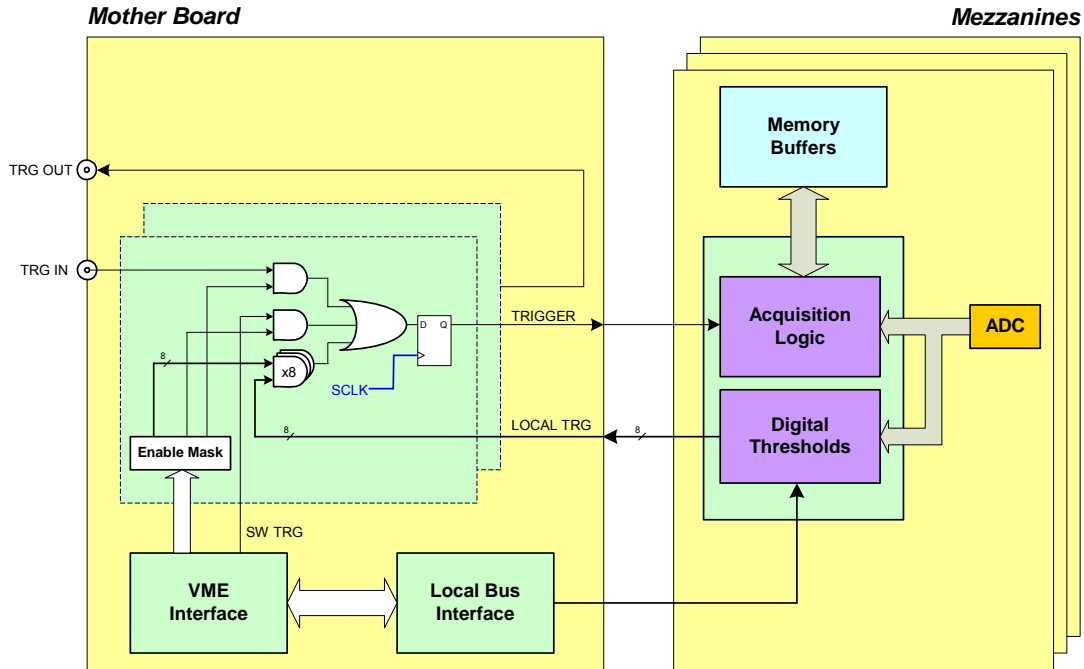 Mother Board
Mezzanines
Memory
Buffers
TRG OUT
TRG IN
D Q
TRIGGER
Acquisition
Logic
ADC
8
x8
SCLK
8
LOCAL TRG
8
Digital
Thresholds
Enable Mask
SW TRG
VME
Interface
Local Bus
Interface